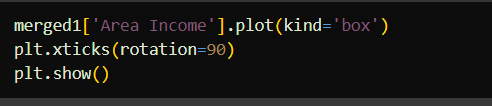 merged1['Area Income'].plot(kind='box')
plt.xticks(rotation=90)
plt.show()